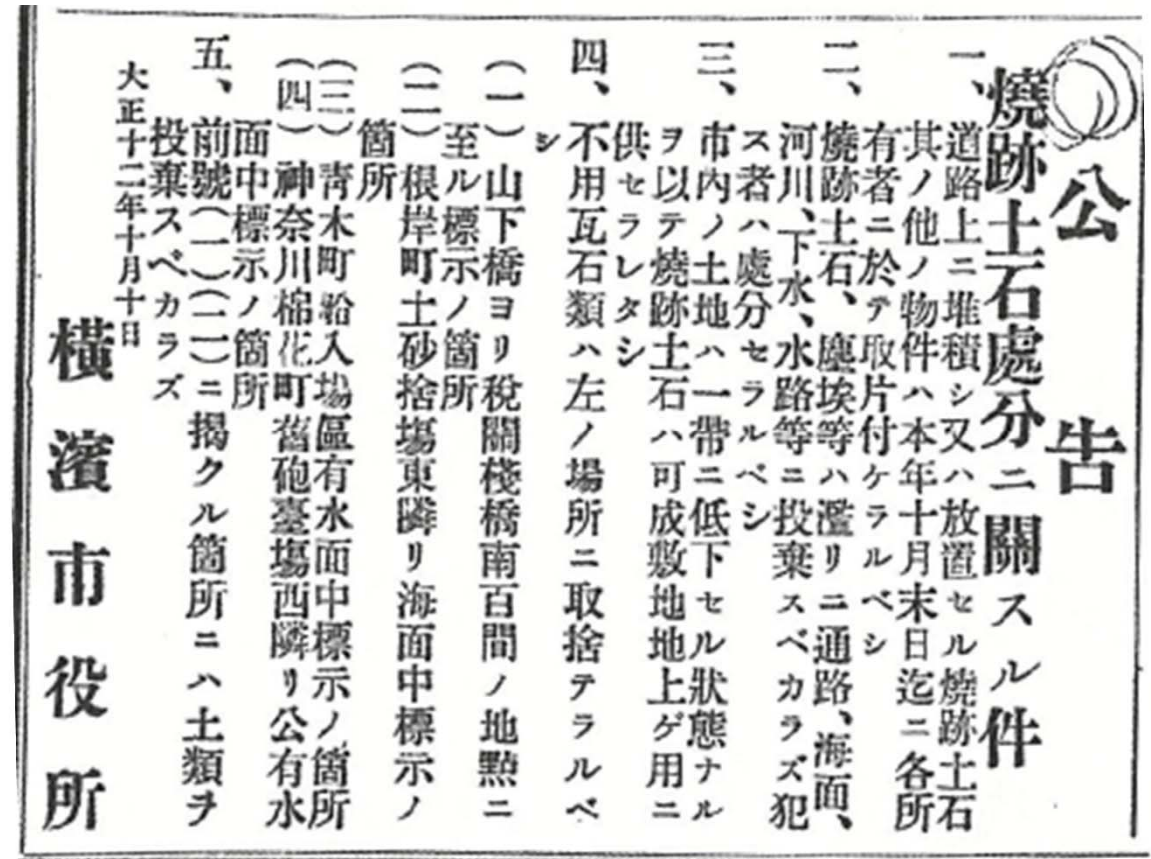 公告
燒跡土石處分ニ關スル件
一、道路上ニ堆積シ又ハ放置セル燒跡土石
其ノ他ノ物件ハ本年十月末日迄ニ各所
有者ニ於テ取片付ケラルベシ
二、燒跡土石、塵埃等ハ濫リニ通路、海面、
河川、下水、水路等ニ投棄スベカラズ犯
ス者ハ處分セラルベシ
三、市內ノ土地ハ一帶ニ低下セル狀態ナル
ヲ以テ燒跡土石ハ可成敷地地上ゲ用ニ
供セラレタシ
四、不用瓦石類ハ左ノ場所ニ取捨テラルベ
シ
(一)山下橋ヨリ稅關棧橋南百間ノ地點ニ
至ル標示ノ箇所
(二)根岸町土砂捨場東隣リ海面中標示ノ
箇所
(三)靑木町船入場區有水面中標示ノ箇所
(四)神奈川棉花町舊砲臺場西隣リ公有水
面中標示ノ箇所
五、前號(一)(二)ニ揭クル箇所ニハ土類ヲ
投棄スベカラズ
大正十二年十月十日
橫濱市役所